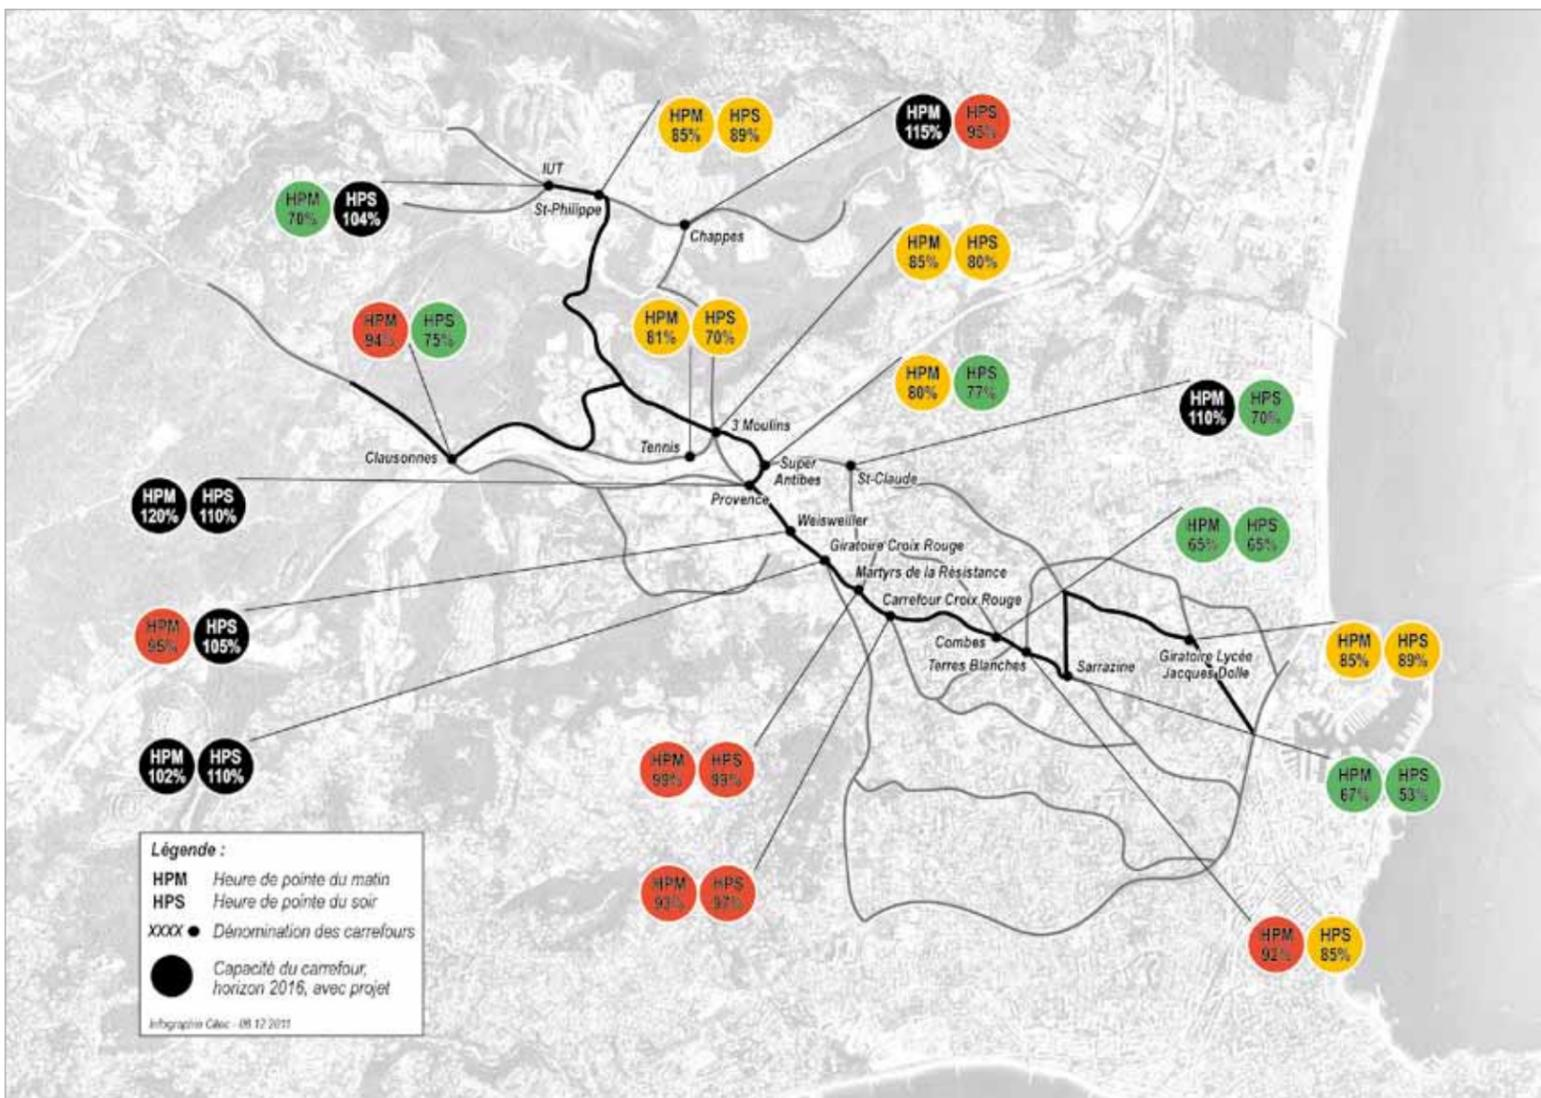 HPM 85% HPS 89%
HPM 115% HPS 95%
IUT
St-Philippe
HPM 70% HPS 104%
Chappes
HPM 85% HPS 80%
HPM 94% HPS 75%
HPM 81% HPS 70%
HPM 80% HPS 77%
HPM 110% HPS 70%
3 Moulins
Tennis
Clausonnes
Super
Antibes
St-Claude
Provence
HPM 120% HPS 110%
Weisweiller
HPM 65% HPS 65%
Giratoire Croix Rouge
Martyrs de la Résistance
Carrefour Croix Rouge
HPM 95% HPS 105%
Combes
Terres Blanches
Sarrazine
Giratoire Lycée
Jacques Dolle
HPM 85% HPS 89%
HPM 102% HPS 110%
HPM 99% HPS 99%
HPM 67% HPS 53%
HPM 93% HPS 97%
HPM 92% HPS 85%
Légende :
HPM Heure de pointe du matin
HPS Heure de pointe du soir
XXXX Dénomination des carrefours
Capacité du carrefour,
horizon 2016, avec projet
Infographie Citec - 08.12.2011